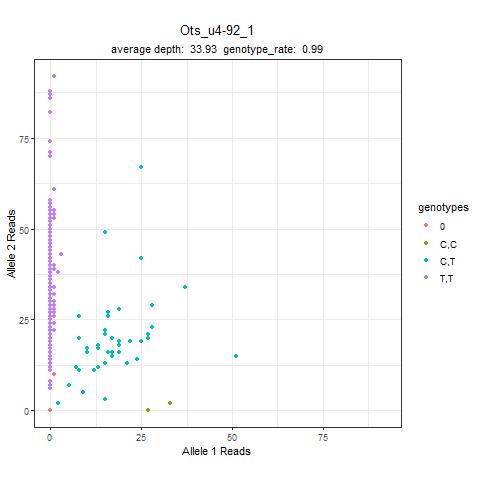 Ots_u4-92_1
average depth: 33.93 genotype_rate: 0.99
75
50
25
0
Allele 2 Reads
0 25 50 75
Allele 1 Reads
genotypes
0
C,C
C,T
T,T